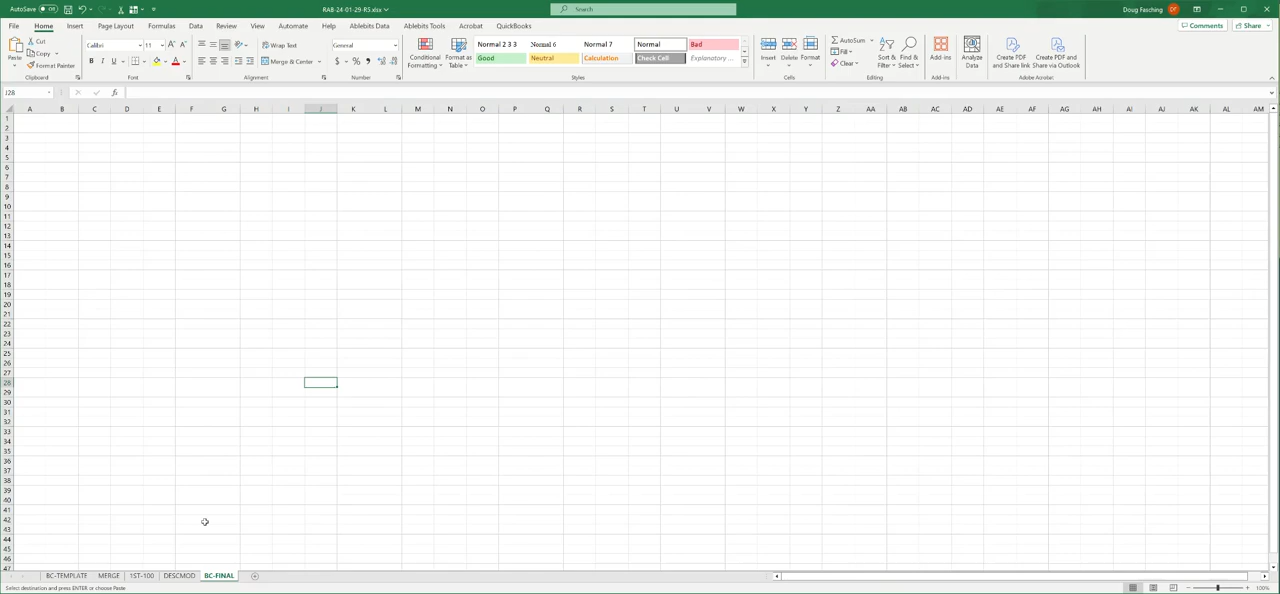 AutoSave Off RAB-24-01-29-R5.xlsx Search Doug Fasching DF
File Home Insert Page Layout Formulas Data Review View Automate Help Ablebits Data Ablebits Tools Acrobat QuickBooks Comments Share
Paste Cut Copy Format Painter
Calibri 11 B I U
Wrap Text Merge & Center
General $ % ,
Conditional Formatting Format as Table
Normal 2 3 3 Normal 6 Normal 7 Normal Bad
Good Neutral Calculation Check Cell Explanatory ...
Insert Delete Format
AutoSum Fill Clear Sort & Filter Find & Select
Add-ins Analyze Data
Create PDF and Share link Create PDF and Share via Outlook
Clipboard Font Alignment Number Styles Cells Editing Add-ins Adobe Acrobat
J28 fx
A B C D E F G H I J K L M N O P Q R S T U V W X Y Z AA AB AC AD AE AF AG AH AI AJ AK AL AM
1
2
3
4
5
6
7
8
9
10
11
12
13
14
15
16
17
18
19
20
21
22
23
24
25
26
27
28
29
30
31
32
33
34
35
36
37
38
39
40
41
42
43
44
45
46
47
BC-TEMPLATE MERGE 1ST-100 DESCMOD BC-FINAL
Select destination and press ENTER or choose Paste 100%